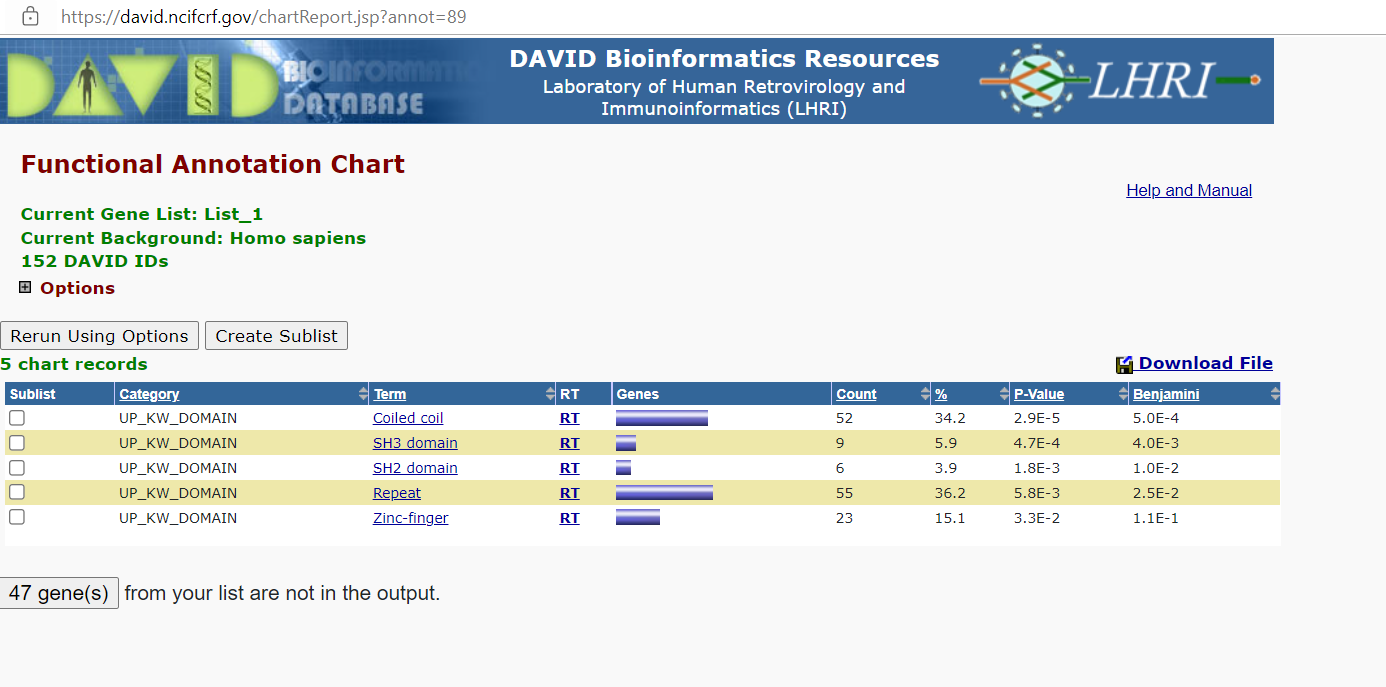 https://david.ncifcrf.gov/chartReport.jsp?annot=89
DAVID BIOINFORMATICS DATABASE
DAVID Bioinformatics Resources
Laboratory of Human Retrovirology and
Immunoinformatics (LHRI)
LHRI
Functional Annotation Chart
Help and Manual
Current Gene List: List_1
Current Background: Homo sapiens
152 DAVID IDs
Options
Rerun Using Options Create Sublist
5 chart records Download File
Sublist Category Term RT Genes Count % P-Value Benjamini
UP_KW_DOMAIN Coiled coil RT 52 34.2 2.9E-5 5.0E-4
UP_KW_DOMAIN SH3 domain RT 9 5.9 4.7E-4 4.0E-3
UP_KW_DOMAIN SH2 domain RT 6 3.9 1.8E-3 1.0E-2
UP_KW_DOMAIN Repeat RT 55 36.2 5.8E-3 2.5E-2
UP_KW_DOMAIN Zinc-finger RT 23 15.1 3.3E-2 1.1E-1
47 gene(s) from your list are not in the output.